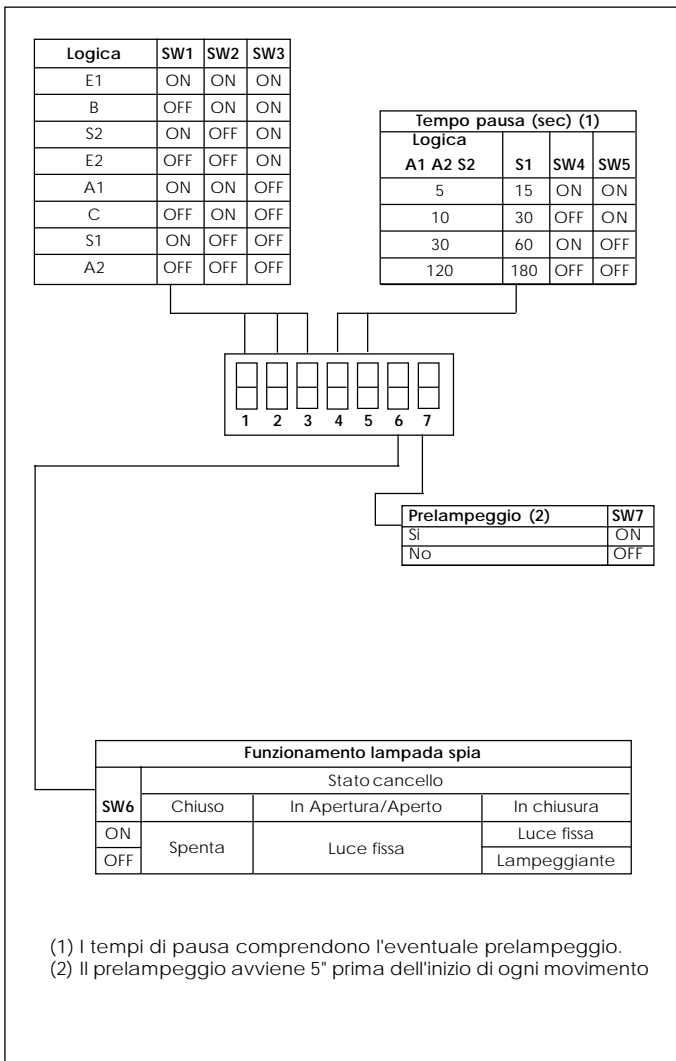 Logica SW1 SW2 SW3
E1 ON ON ON
B OFF ON ON
S2 ON OFF ON
E2 OFF OFF ON
A1 ON ON OFF
C OFF ON OFF
S1 ON OFF OFF
A2 OFF OFF OFF
Tempo pausa (sec) (1)
Logica
A1 A2 S2 S1 SW4 SW5
5 15 ON ON
10 30 OFF ON
30 60 ON OFF
120 180 OFF OFF
1 2 3 4 5 6 7
Prelampeggio (2) SW7
Si ON
No OFF
Funzionamento lampada spia
Stato cancello
SW6 Chiuso In Apertura/Aperto In chiusura
ON Spenta Luce fissa Luce fissa
OFF Lampeggiante
(1) I tempi di pausa comprendono l'eventuale prelampeggio.
(2) Il prelampeggio avviene 5" prima dell'inizio di ogni movimento